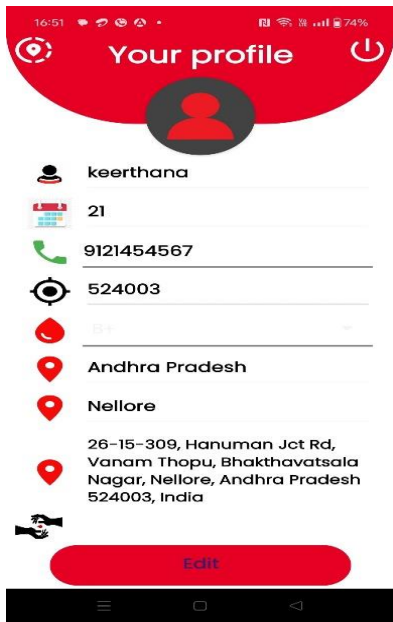 16:51
74%
Your profile
keerthana
21
9121454567
524003
B+
Andhra Pradesh
Nellore
26-15-309, Hanuman Jct Rd,
Vanam Thopu, Bhakthavatsala
Nagar, Nellore, Andhra Pradesh
524003, India
Edit